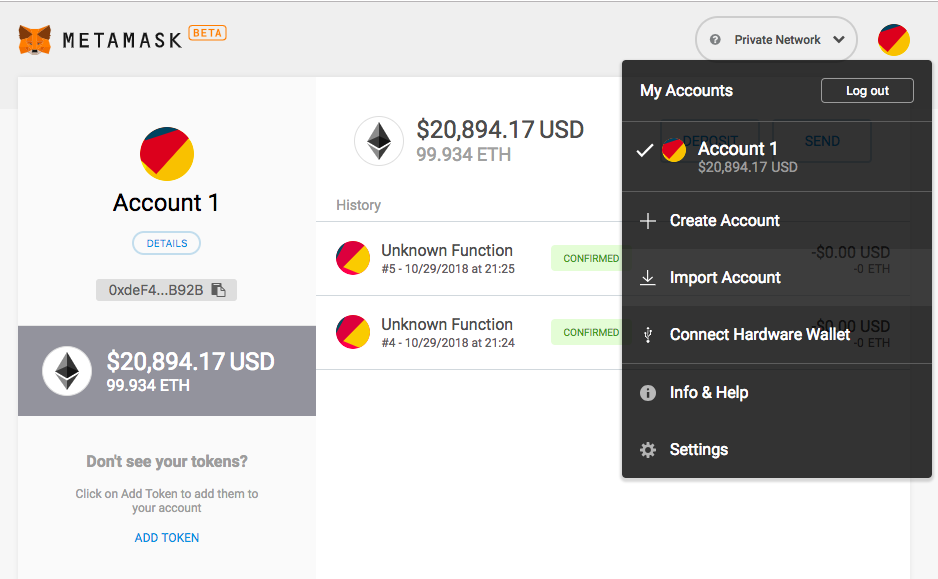 METAMASK BETA
Private Network
Account 1
DETAILS
0xdeF4...B92B
$20,894.17 USD
99.934 ETH
Don't see your tokens?
Click on Add Token to add them to
your account
ADD TOKEN
$20,894.17 USD
99.934 ETH
DEPOSIT
SEND
History
Unknown Function
#5 - 10/29/2018 at 21:25
CONFIRMED
-$0.00 USD
-0 ETH
Unknown Function
#4 - 10/29/2018 at 21:24
CONFIRMED
-$0.00 USD
-0 ETH
My Accounts
Log out
Account 1
$20,894.17 USD
Create Account
Import Account
Connect Hardware Wallet
Info & Help
Settings